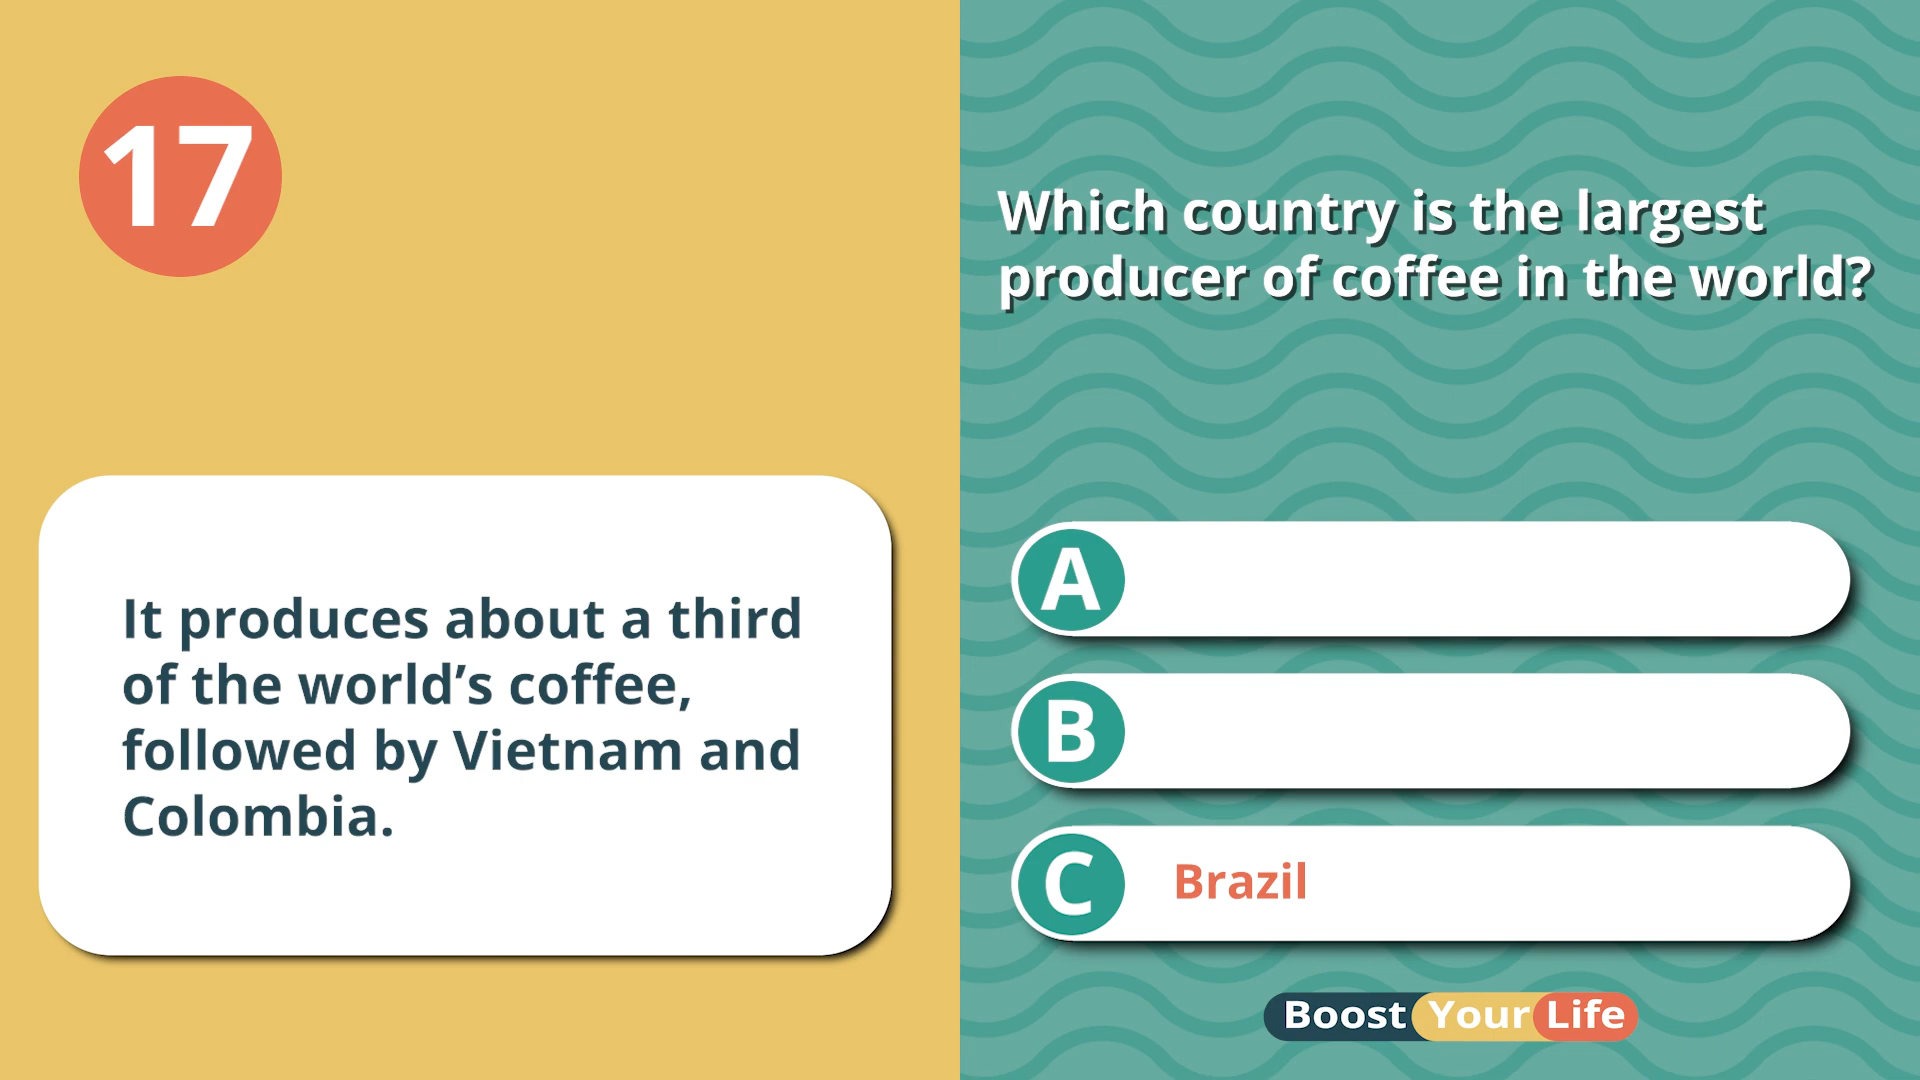 17
It produces about a third
of the world’s coffee,
followed by Vietnam and
Colombia.
Which country is the largest
producer of coffee in the world?
A
B
C Brazil
Boost Your Life